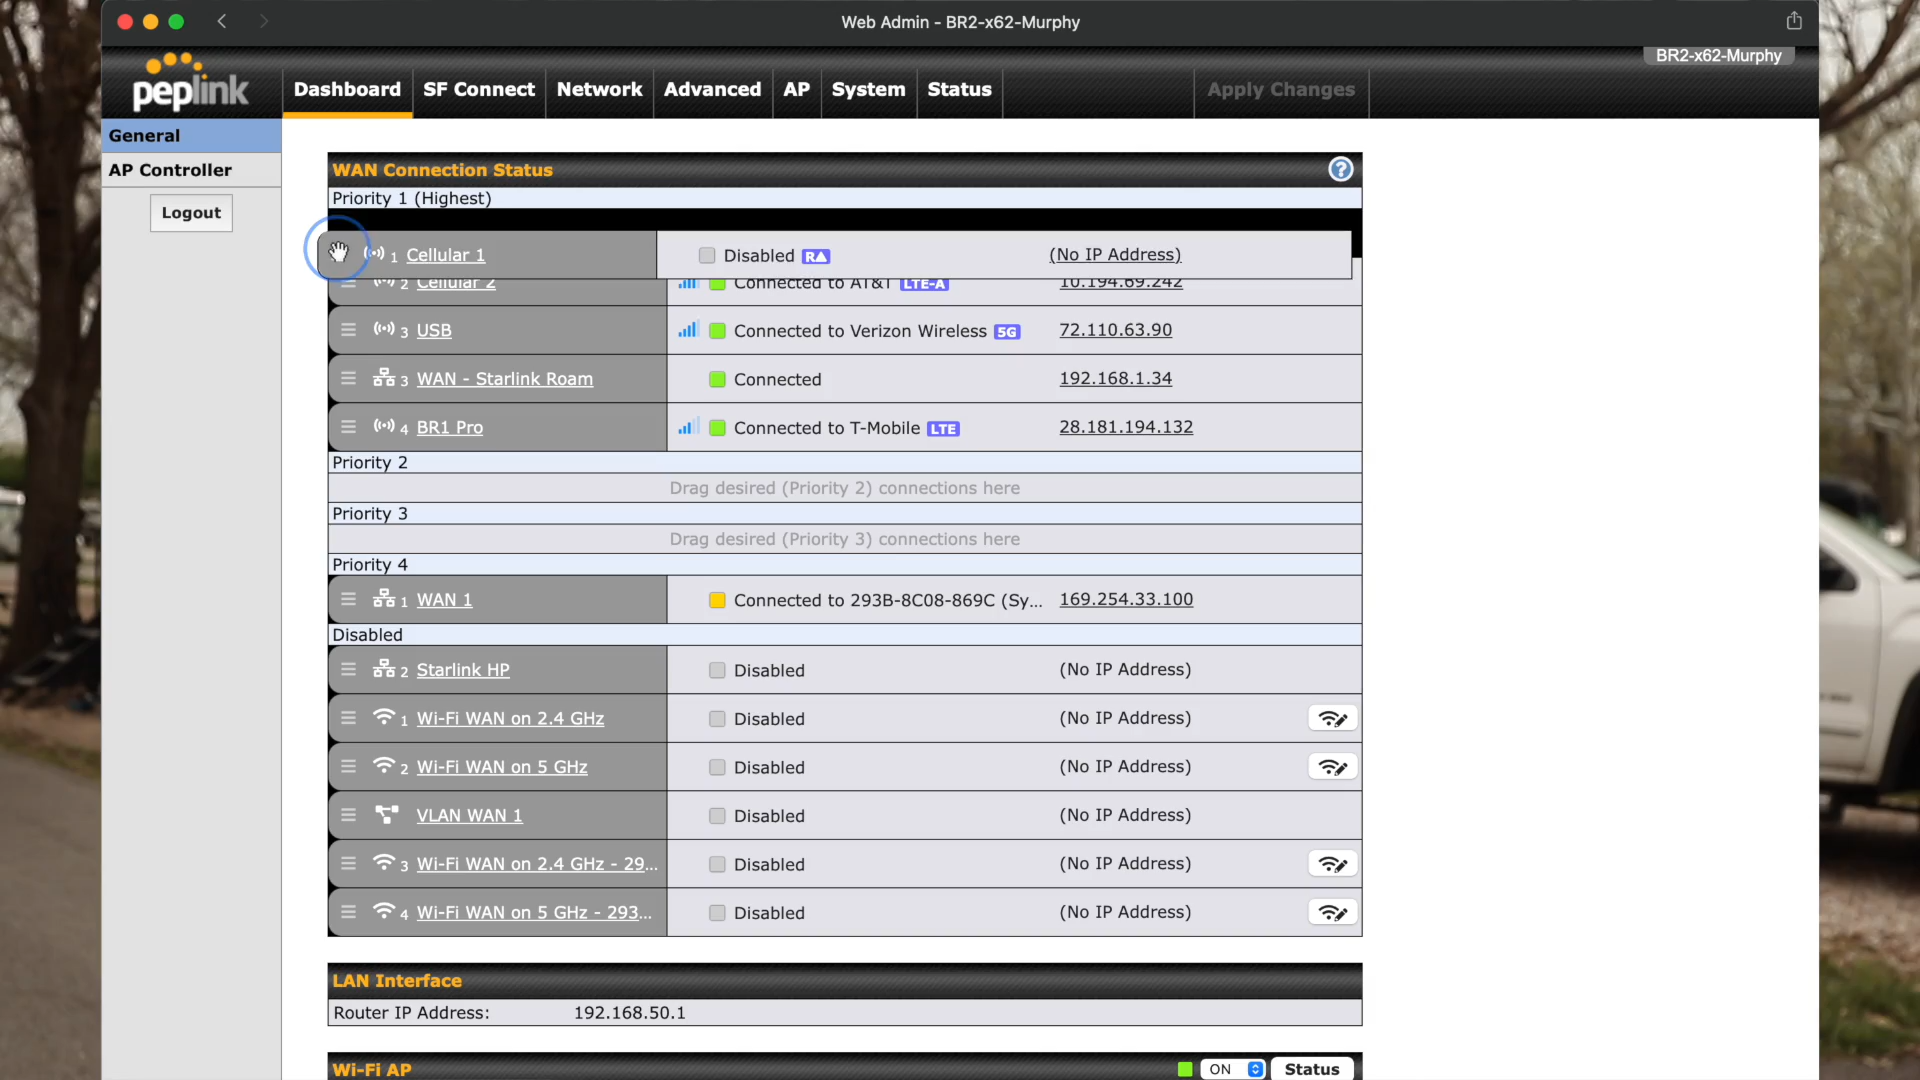 Web Admin - BR2-x62-Murphy
BR2-x62-Murphy
peplink
Dashboard SF Connect Network Advanced AP System Status Apply Changes
General
AP Controller
Logout
WAN Connection Status ?
Priority 1 (Highest)
1 Cellular 1 Disabled RA (No IP Address)
2 Cellular 2 Connected to AT&T LTE-A 10.194.69.242
3 USB Connected to Verizon Wireless 5G 72.110.63.90
3 WAN - Starlink Roam Connected 192.168.1.34
4 BR1 Pro Connected to T-Mobile LTE 28.181.194.132
Priority 2
Drag desired (Priority 2) connections here
Priority 3
Drag desired (Priority 3) connections here
Priority 4
1 WAN 1 Connected to 293B-8C08-869C (Sy... 169.254.33.100
Disabled
2 Starlink HP Disabled (No IP Address)
1 Wi-Fi WAN on 2.4 GHz Disabled (No IP Address)
2 Wi-Fi WAN on 5 GHz Disabled (No IP Address)
VLAN WAN 1 Disabled (No IP Address)
3 Wi-Fi WAN on 2.4 GHz - 29... Disabled (No IP Address)
4 Wi-Fi WAN on 5 GHz - 293... Disabled (No IP Address)
LAN Interface
Router IP Address: 192.168.50.1
Wi-Fi AP ON Status